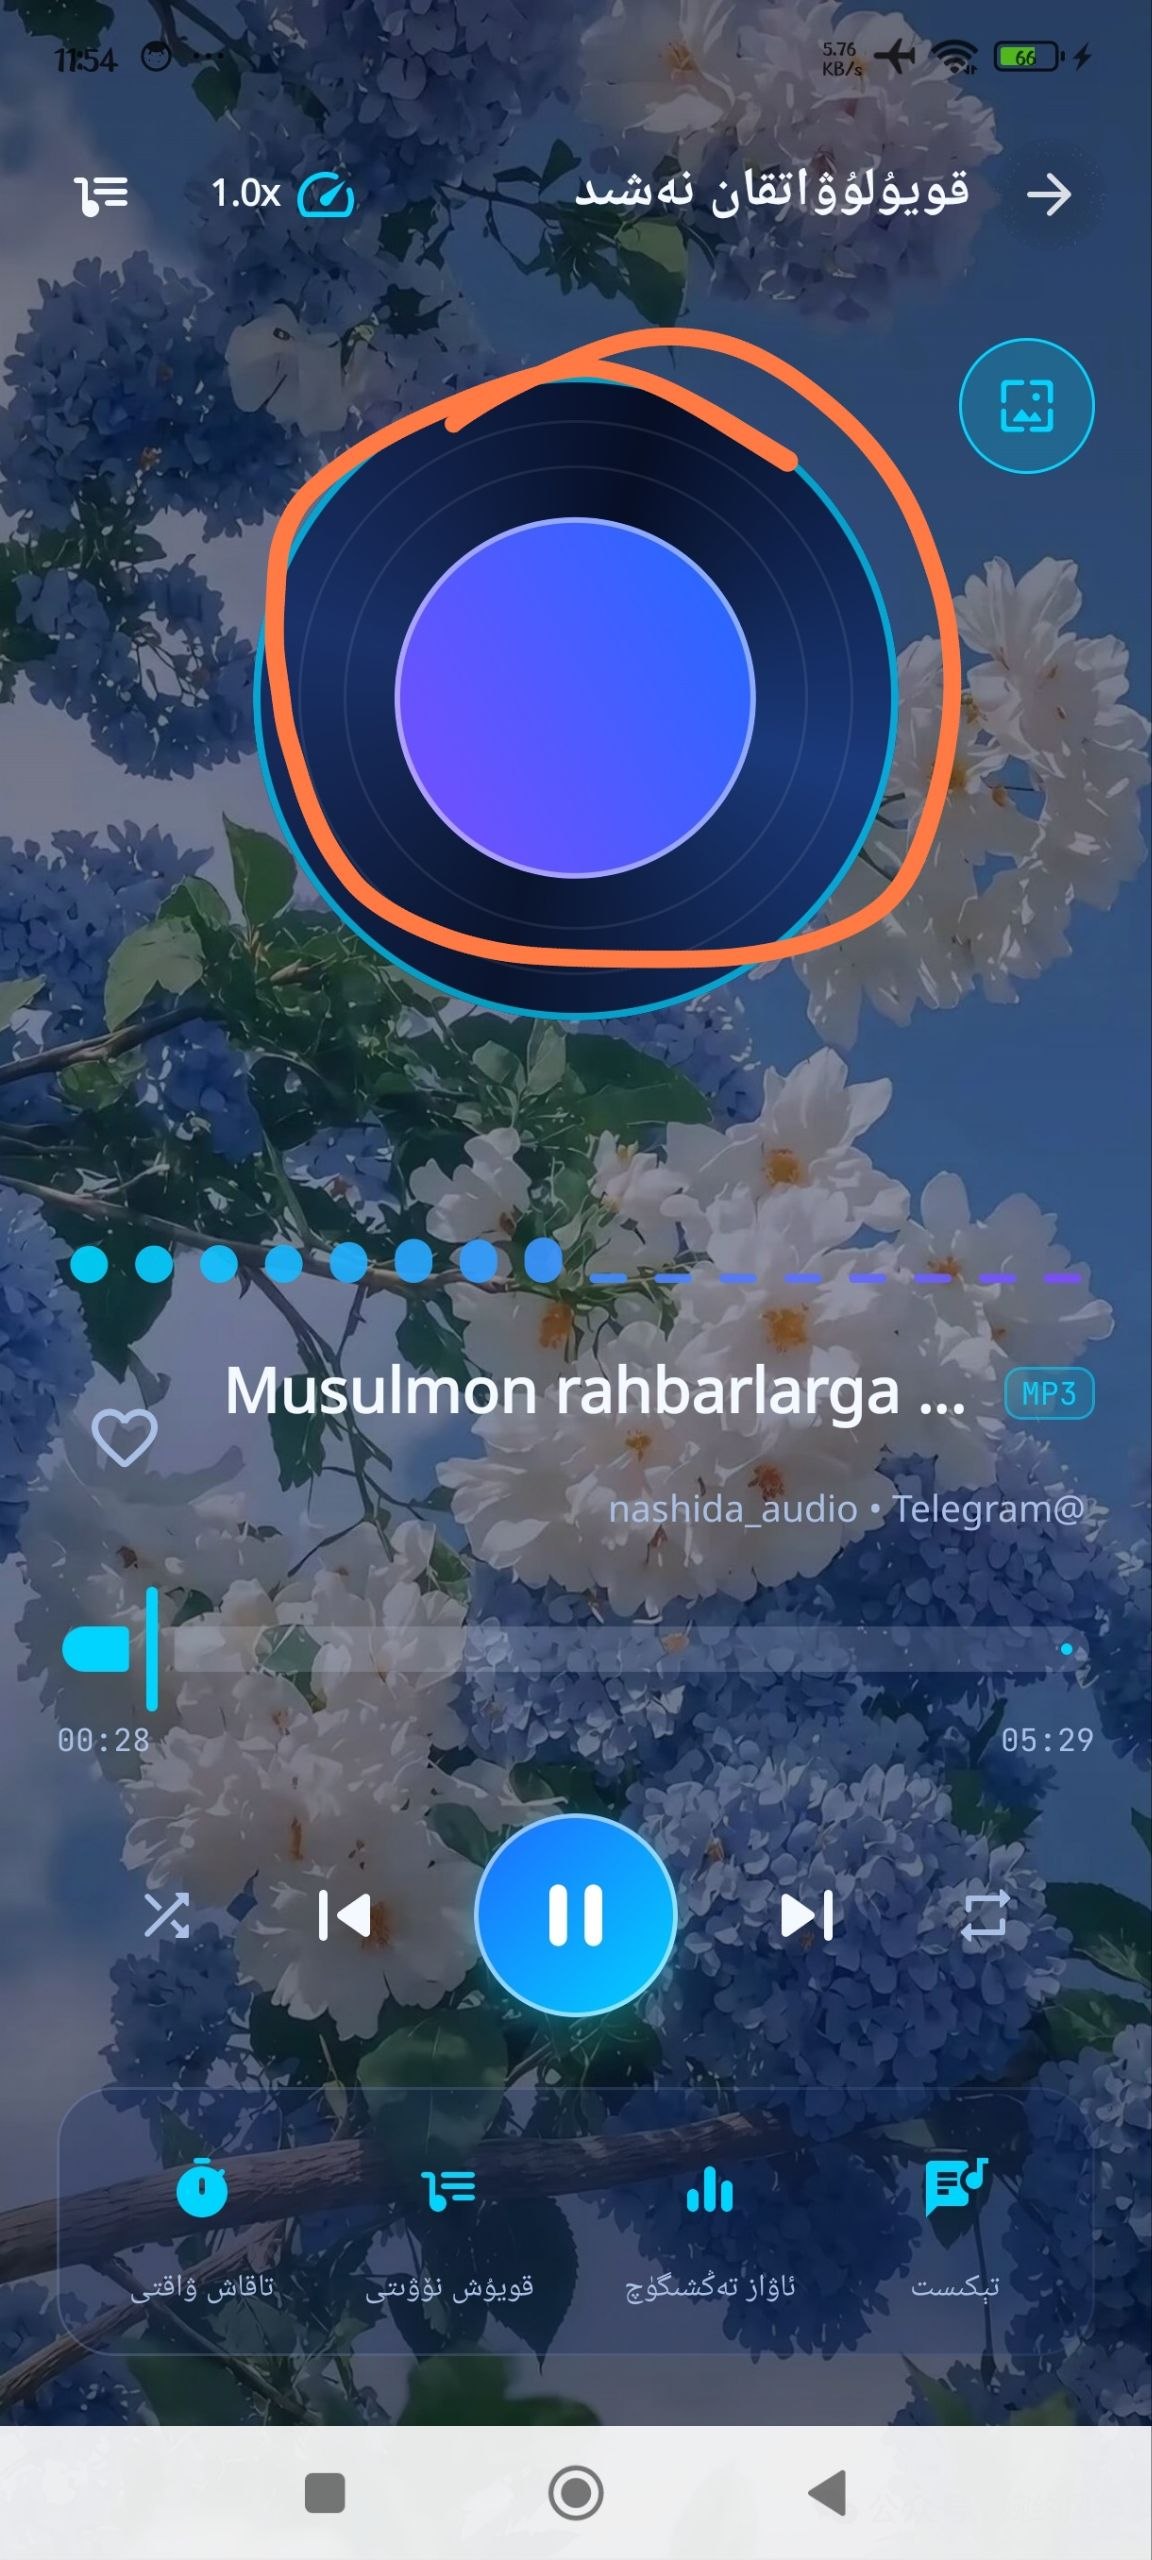 11:54 ... 5.76 KB/s 66
1.0x قويۇلۇۋاتقان نەشىد
Musulmon rahbarlarga ... MP3
nashida_audio • Telegram@
00:28 05:29
تېكىست
ئاۋاز تەڭشىگۈچ
قويۇش نۆۋىتى
تاقاش ۋاقتى